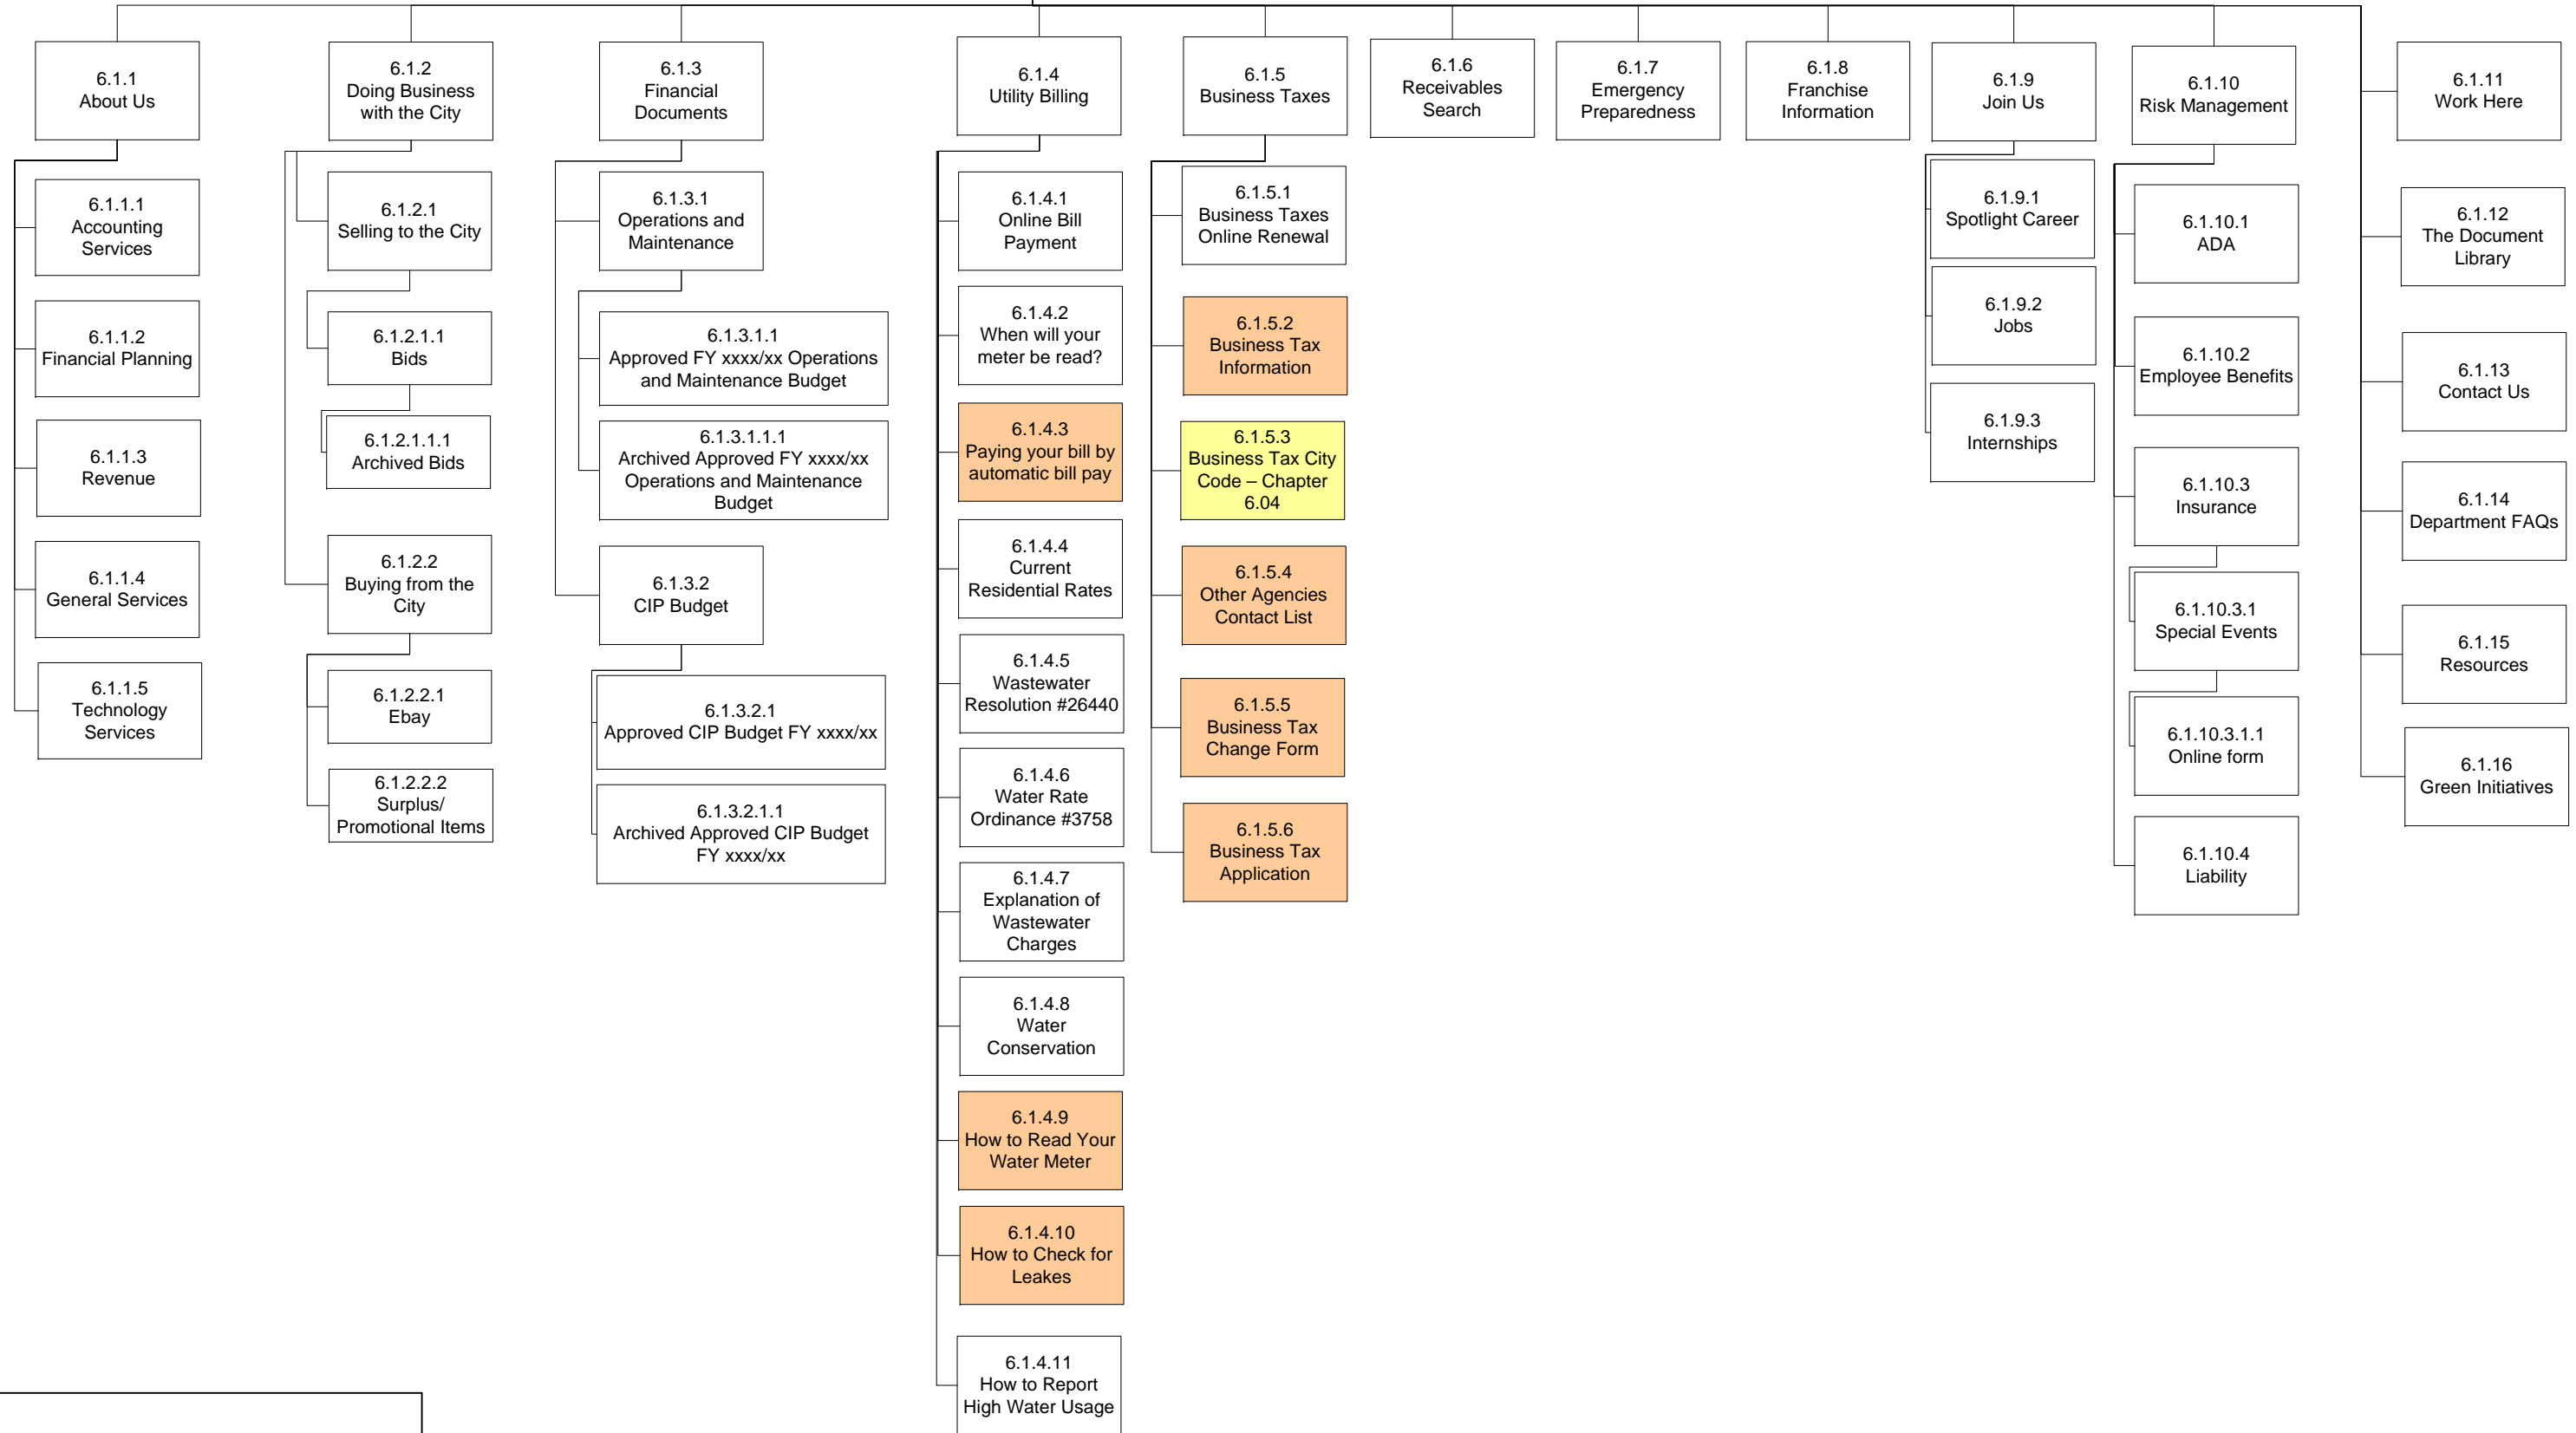 6.1.1
About Us
6.1.1.1
Accounting
Services
6.1.1.2
Financial Planning
6.1.1.3
Revenue
6.1.1.4
General Services
6.1.1.5
Technology
Services
6.1.2
Doing Business
with the City
6.1.2.1
Selling to the City
6.1.2.1.1
Bids
6.1.2.1.1.1
Archived Bids
6.1.2.2
Buying from the
City
6.1.2.2.1
Ebay
6.1.2.2.2
Surplus/
Promotional Items
6.1.3
Financial
Documents
6.1.3.1
Operations and
Maintenance
6.1.3.1.1
Approved FY xxxx/xx Operations
and Maintenance Budget
6.1.3.1.1.1
Archived Approved FY xxxx/xx
Operations and Maintenance
Budget
6.1.3.2
CIP Budget
6.1.3.2.1
Approved CIP Budget FY xxxx/xx
6.1.3.2.1.1
Archived Approved CIP Budget
FY xxxx/xx
6.1.4
Utility Billing
6.1.4.1
Online Bill
Payment
6.1.4.2
When will your
meter be read?
6.1.4.3
Paying your bill by
automatic bill pay
6.1.4.4
Current
Residential Rates
6.1.4.5
Wastewater
Resolution #26440
6.1.4.6
Water Rate
Ordinance #3758
6.1.4.7
Explanation of
Wastewater
Charges
6.1.4.8
Water
Conservation
6.1.4.9
How to Read Your
Water Meter
6.1.4.10
How to Check for
Leakes
6.1.4.11
How to Report
High Water Usage
6.1.5
Business Taxes
6.1.5.1
Business Taxes
Online Renewal
6.1.5.2
Business Tax
Information
6.1.5.3
Business Tax City
Code – Chapter
6.04
6.1.5.4
Other Agencies
Contact List
6.1.5.5
Business Tax
Change Form
6.1.5.6
Business Tax
Application
6.1.6
Receivables
Search
6.1.7
Emergency
Preparedness
6.1.8
Franchise
Information
6.1.9
Join Us
6.1.9.1
Spotlight Career
6.1.9.2
Jobs
6.1.9.3
Internships
6.1.10
Risk Management
6.1.10.1
ADA
6.1.10.2
Employee Benefits
6.1.10.3
Insurance
6.1.10.3.1
Special Events
6.1.10.3.1.1
Online form
6.1.10.4
Liability
6.1.11
Work Here
6.1.12
The Document
Library
6.1.13
Contact Us
6.1.14
Department FAQs
6.1.15
Resources
6.1.16
Green Initiatives